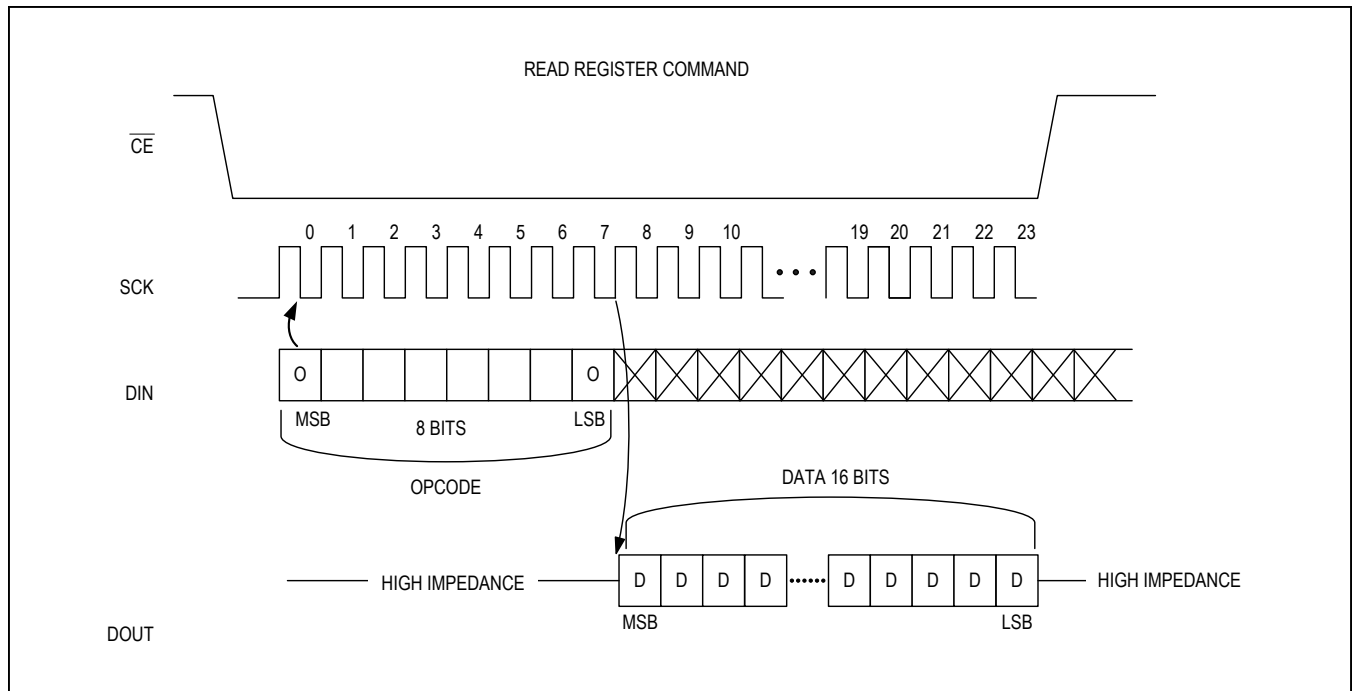 READ REGISTER COMMAND
CE
0 1 2 3 4 5 6 7 8 9 10 19 20 21 22 23
SCK
O O
DIN
MSB 8 BITS LSB
OPCODE
DATA 16 BITS
HIGH IMPEDANCE D D D D D D D D D HIGH IMPEDANCE
MSB LSB
DOUT